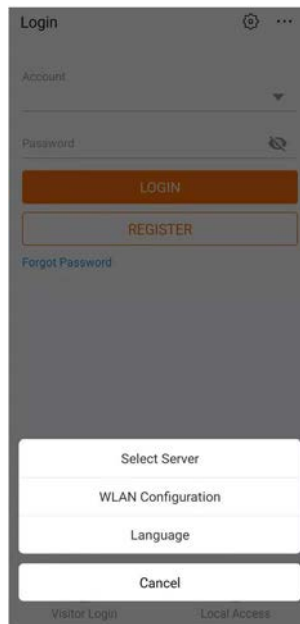 Login
Account
Password
LOGIN
REGISTER
Forgot Password
Select Server
WLAN Configuration
Language
Cancel
Visitor Login Local Access